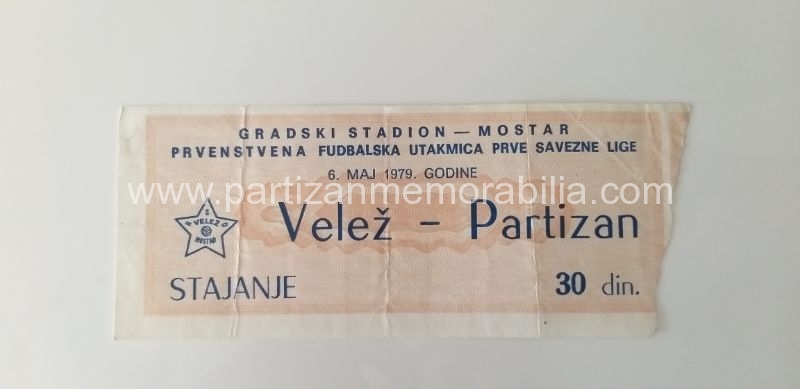 GRADSKI STADION — MOSTAR
PRVENSTVENA FUDBALSKA UTAKMICA PRVE SAVEZNE LIGE
6. MAJ 1979. GODINE
www.partizanmemorabilia.com
S
VELEŽ
MOSTAR
Velež - Partizan
STAJANJE
30 din.